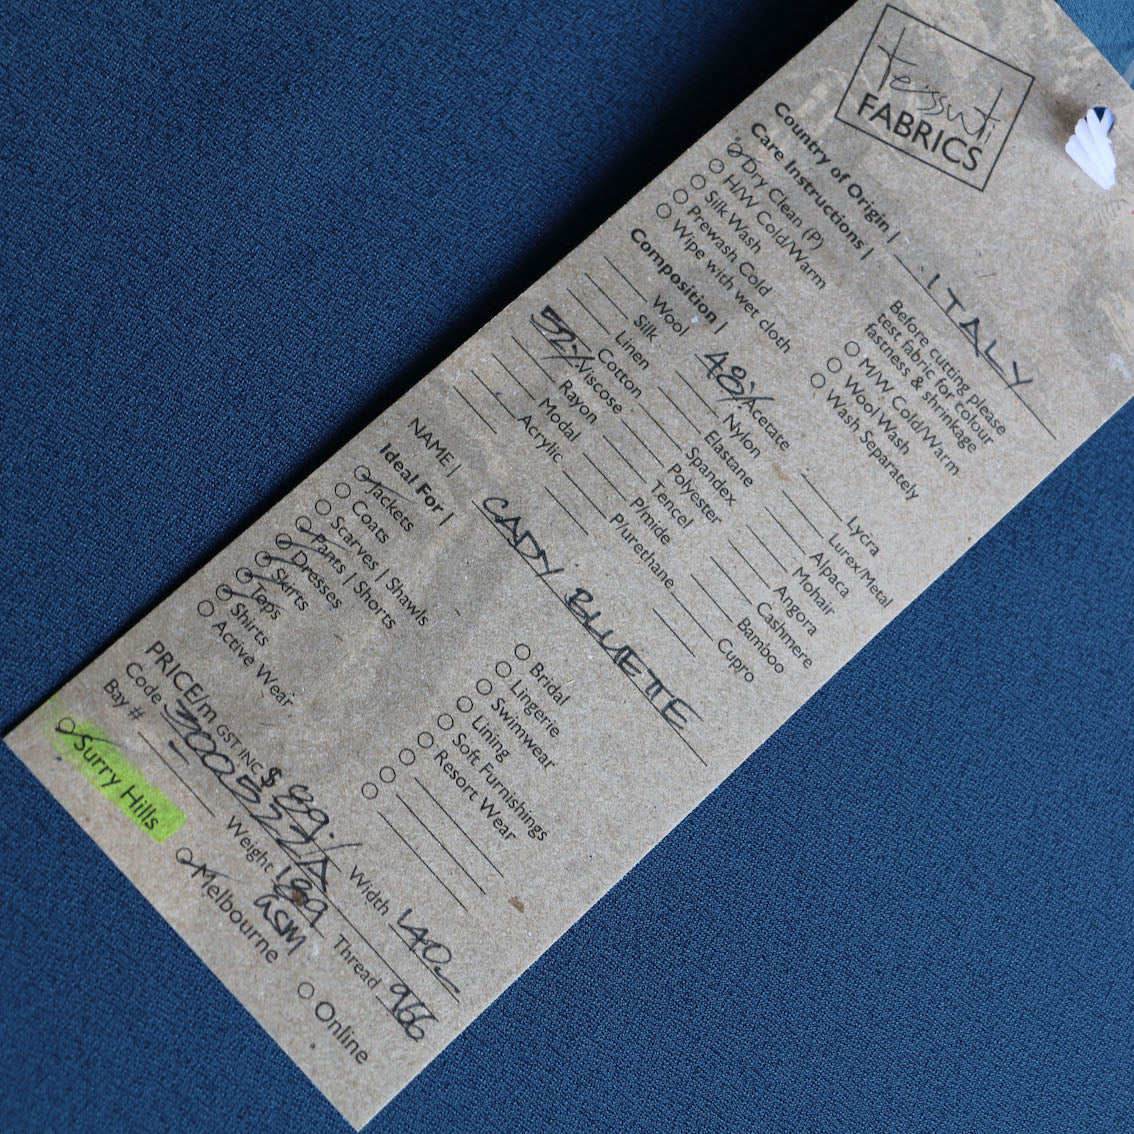 tessuti
FABRICS
Country of Origin | ITALY
Care Instructions |
Dry Clean (P)
H/W Cold/Warm
Silk Wash
Prewash Cold
Wipe with wet cloth
Before cutting please
test fabric for colour
fastness & shrinkage
M/W Cold/Warm
Wool Wash
Wash Separately
Composition |
Wool
Silk
Linen
Cotton
52% Viscose
Rayon
Modal
Acrylic
48% Acetate
Nylon
Elastane
Spandex
Polyester
Tencel
P/mide
P/urethane
Lycra
Lurex/Metal
Alpaca
Mohair
Angora
Cashmere
Bamboo
Cupro
NAME | CADY BLUETTE
Ideal For |
Jackets
Coats
Scarves | Shawls
Pants | Shorts
Dresses
Skirts
Tops
Shirts
Active Wear
Bridal
Lingerie
Swimwear
Lining
Soft Furnishings
Resort Wear
PRICE/m GST INC $ 89.
Code Width 140
Bay # Weight 189 GSM Thread 966
Surry Hills
Melbourne
Online